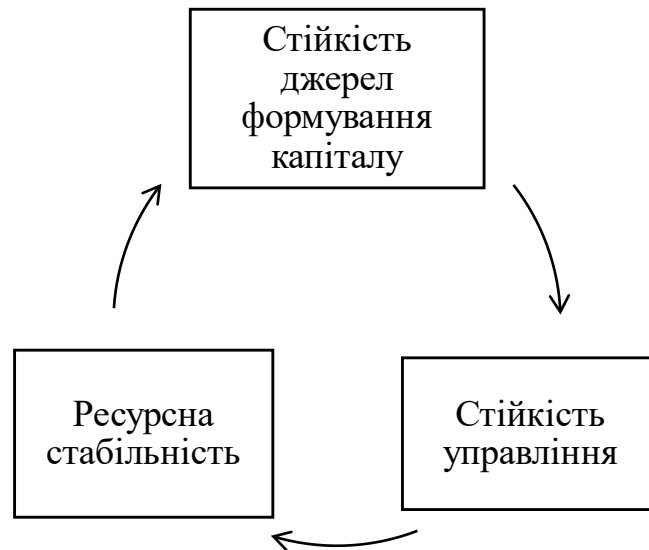 Стійкість
джерел
формування
капіталу
Ресурсна
стабільність
Стійкість
управління